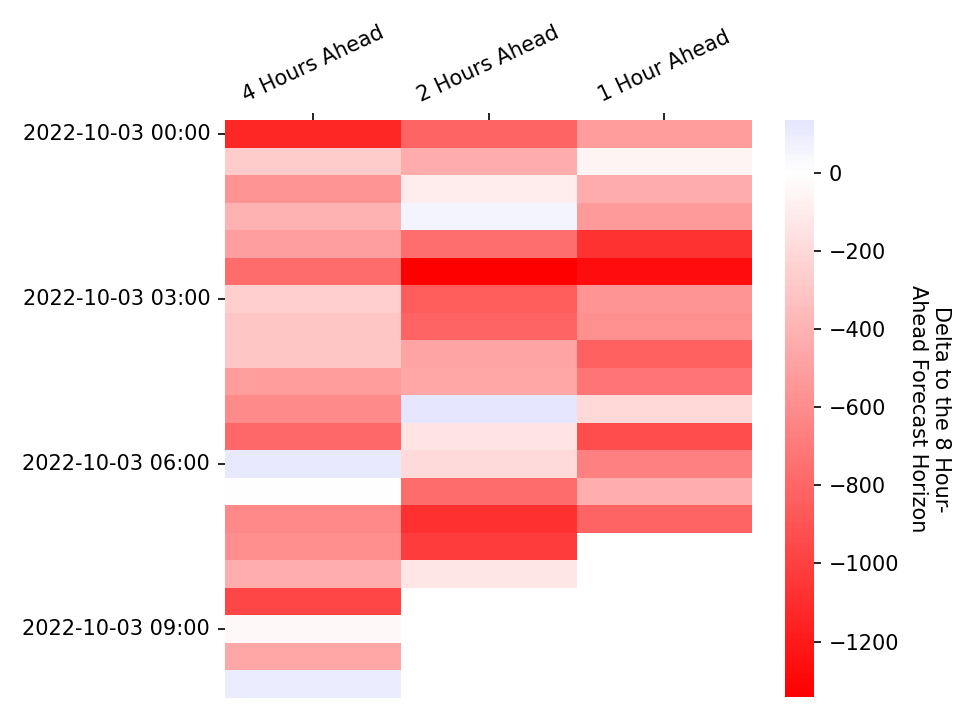 4 Hours Ahead
2 Hours Ahead
1 Hour Ahead
2022-10-03 00:00
2022-10-03 03:00
2022-10-03 06:00
2022-10-03 09:00
0
−200
−400
−600
−800
−1000
−1200
Delta to the 8 Hour-
Ahead Forecast Horizon